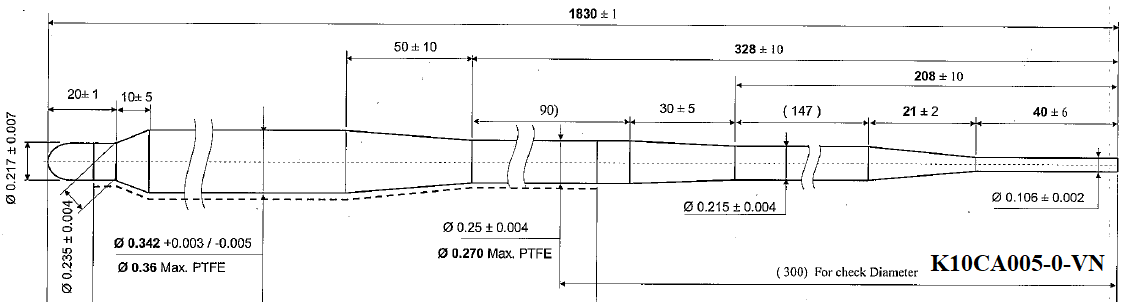 1830 ± 1
50 ± 10
328 ± 10
208 ± 10
20± 1
10± 5
90)
30 ± 5
( 147 )
21 ± 2
40 ± 6
Ø 0.217 ± 0.007
Ø 0.235 ± 0.004
Ø 0.342 +0.003 / -0.005
Ø 0.36 Max. PTFE
Ø 0.25 ± 0.004
Ø 0.270 Max. PTFE
Ø 0.215 ± 0.004
Ø 0.106 ± 0.002
( 300) For check Diameter
K10CA005-0-VN